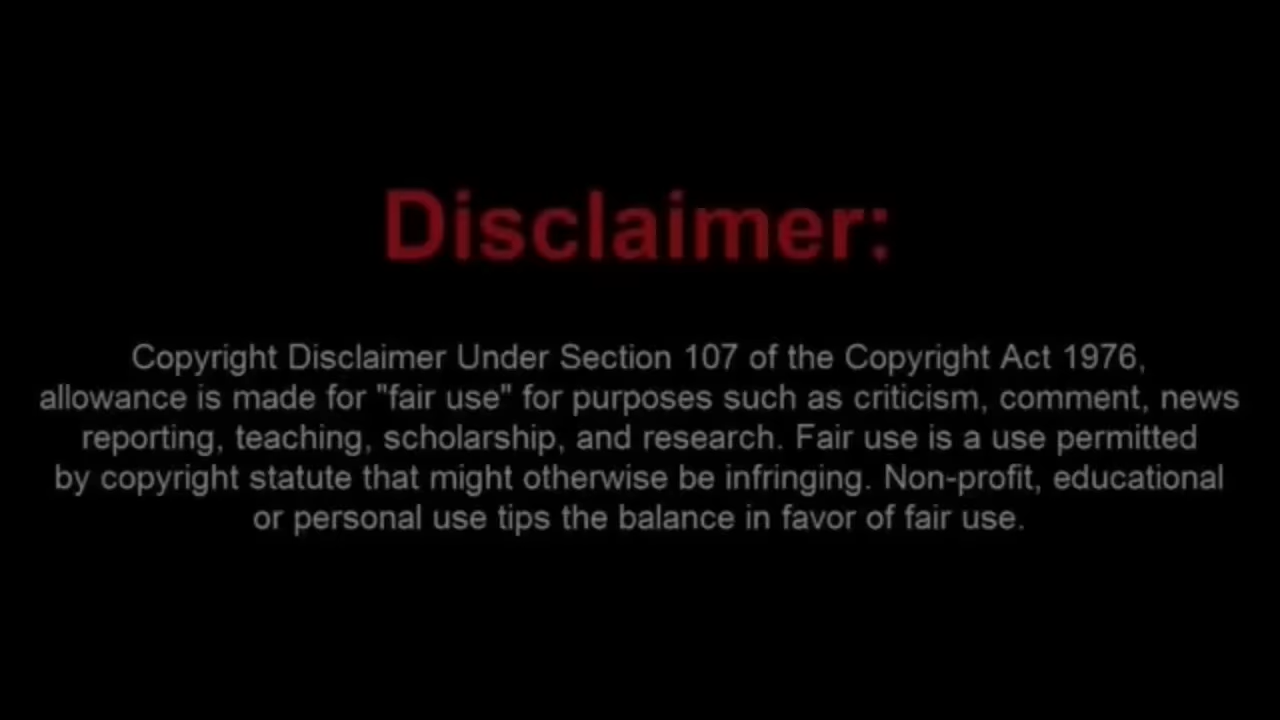 Disclaimer:
Copyright Disclaimer Under Section 107 of the Copyright Act 1976,
allowance is made for "fair use" for purposes such as criticism, comment, news
reporting, teaching, scholarship, and research. Fair use is a use permitted
by copyright statute that might otherwise be infringing. Non-profit, educational
or personal use tips the balance in favor of fair use.